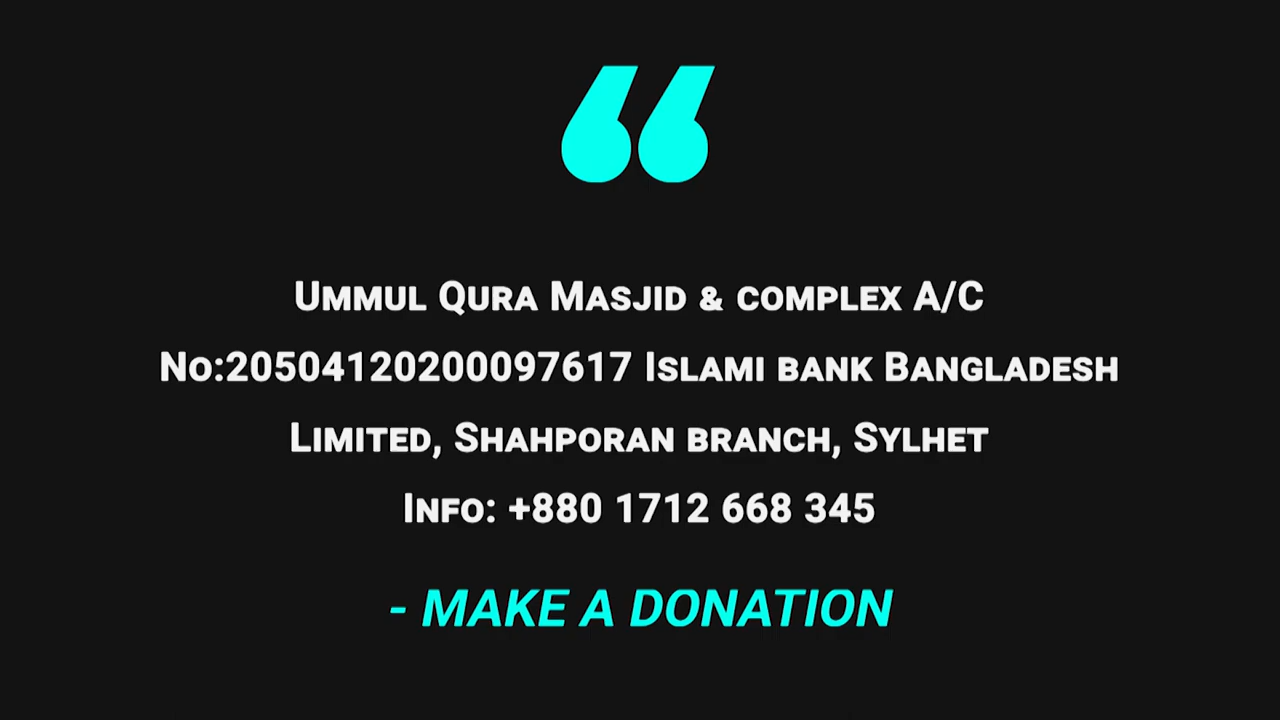 “
Ummul Qura Masjid & complex A/C
No:20504120200097617 Islami bank Bangladesh
Limited, Shahporan branch, Sylhet
Info: +880 1712 668 345
- MAKE A DONATION